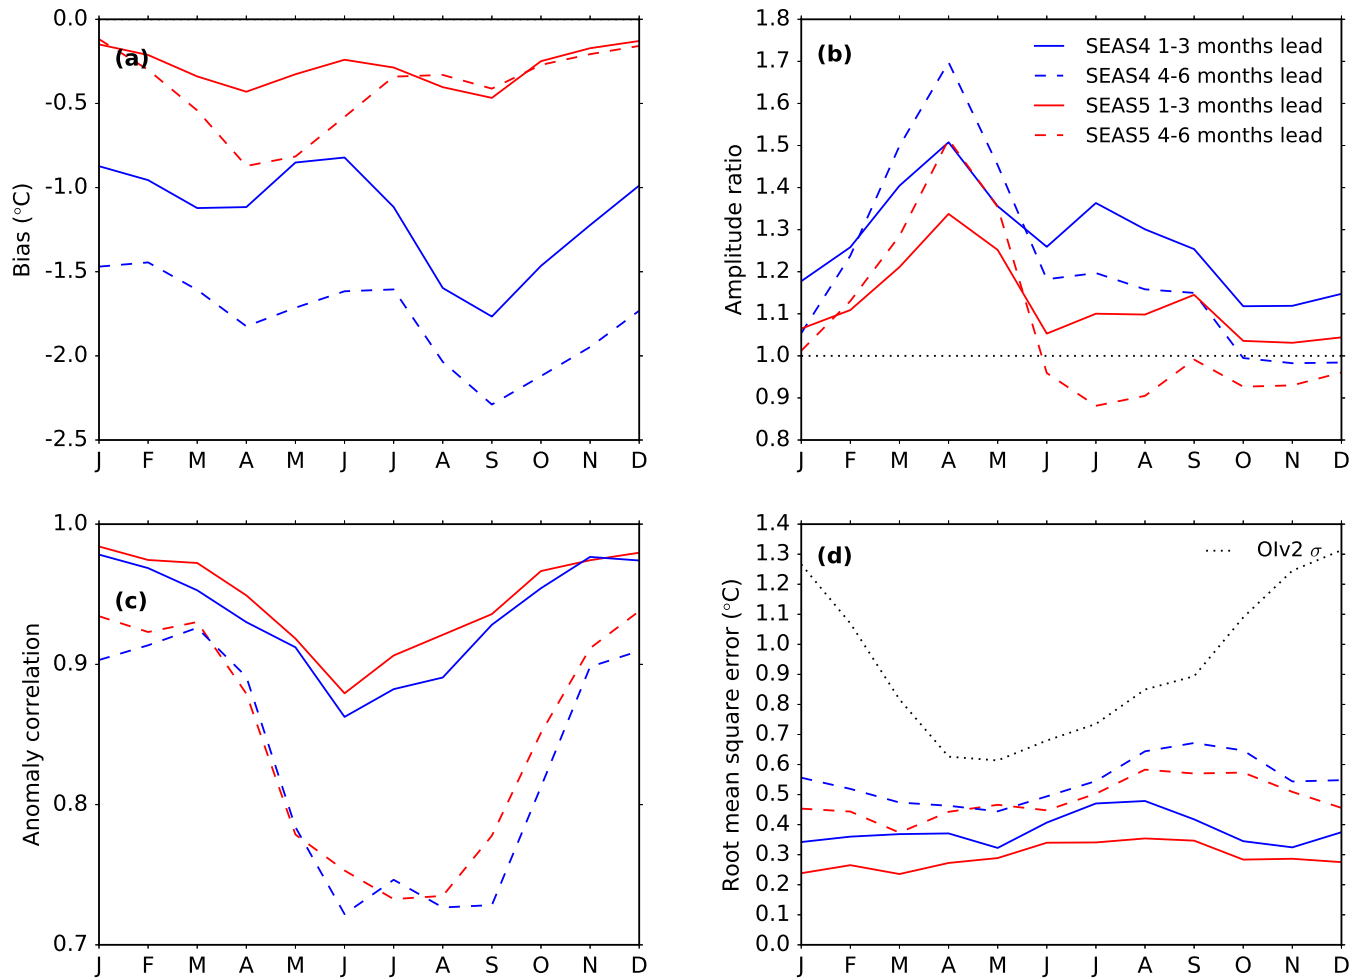 (a)
Bias (°C)
0.0
-0.5
-1.0
-1.5
-2.0
-2.5
J F M A M J J A S O N D
(b)
SEAS4 1-3 months lead
SEAS4 4-6 months lead
SEAS5 1-3 months lead
SEAS5 4-6 months lead
Amplitude ratio
1.8
1.7
1.6
1.5
1.4
1.3
1.2
1.1
1.0
0.9
0.8
J F M A M J J A S O N D
(c)
Anomaly correlation
1.0
0.9
0.8
0.7
J F M A M J J A S O N D
(d)
OIv2 σ
Root mean square error (°C)
1.4
1.3
1.2
1.1
1.0
0.9
0.8
0.7
0.6
0.5
0.4
0.3
0.2
0.1
0.0
J F M A M J J A S O N D